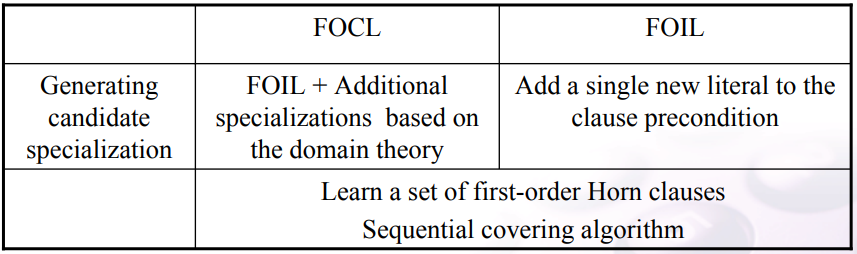 FOCL FOIL
Generating candidate specialization
FOIL + Additional specializations based on the domain theory
Add a single new literal to the clause precondition
Learn a set of first-order Horn clauses
Sequential covering algorithm